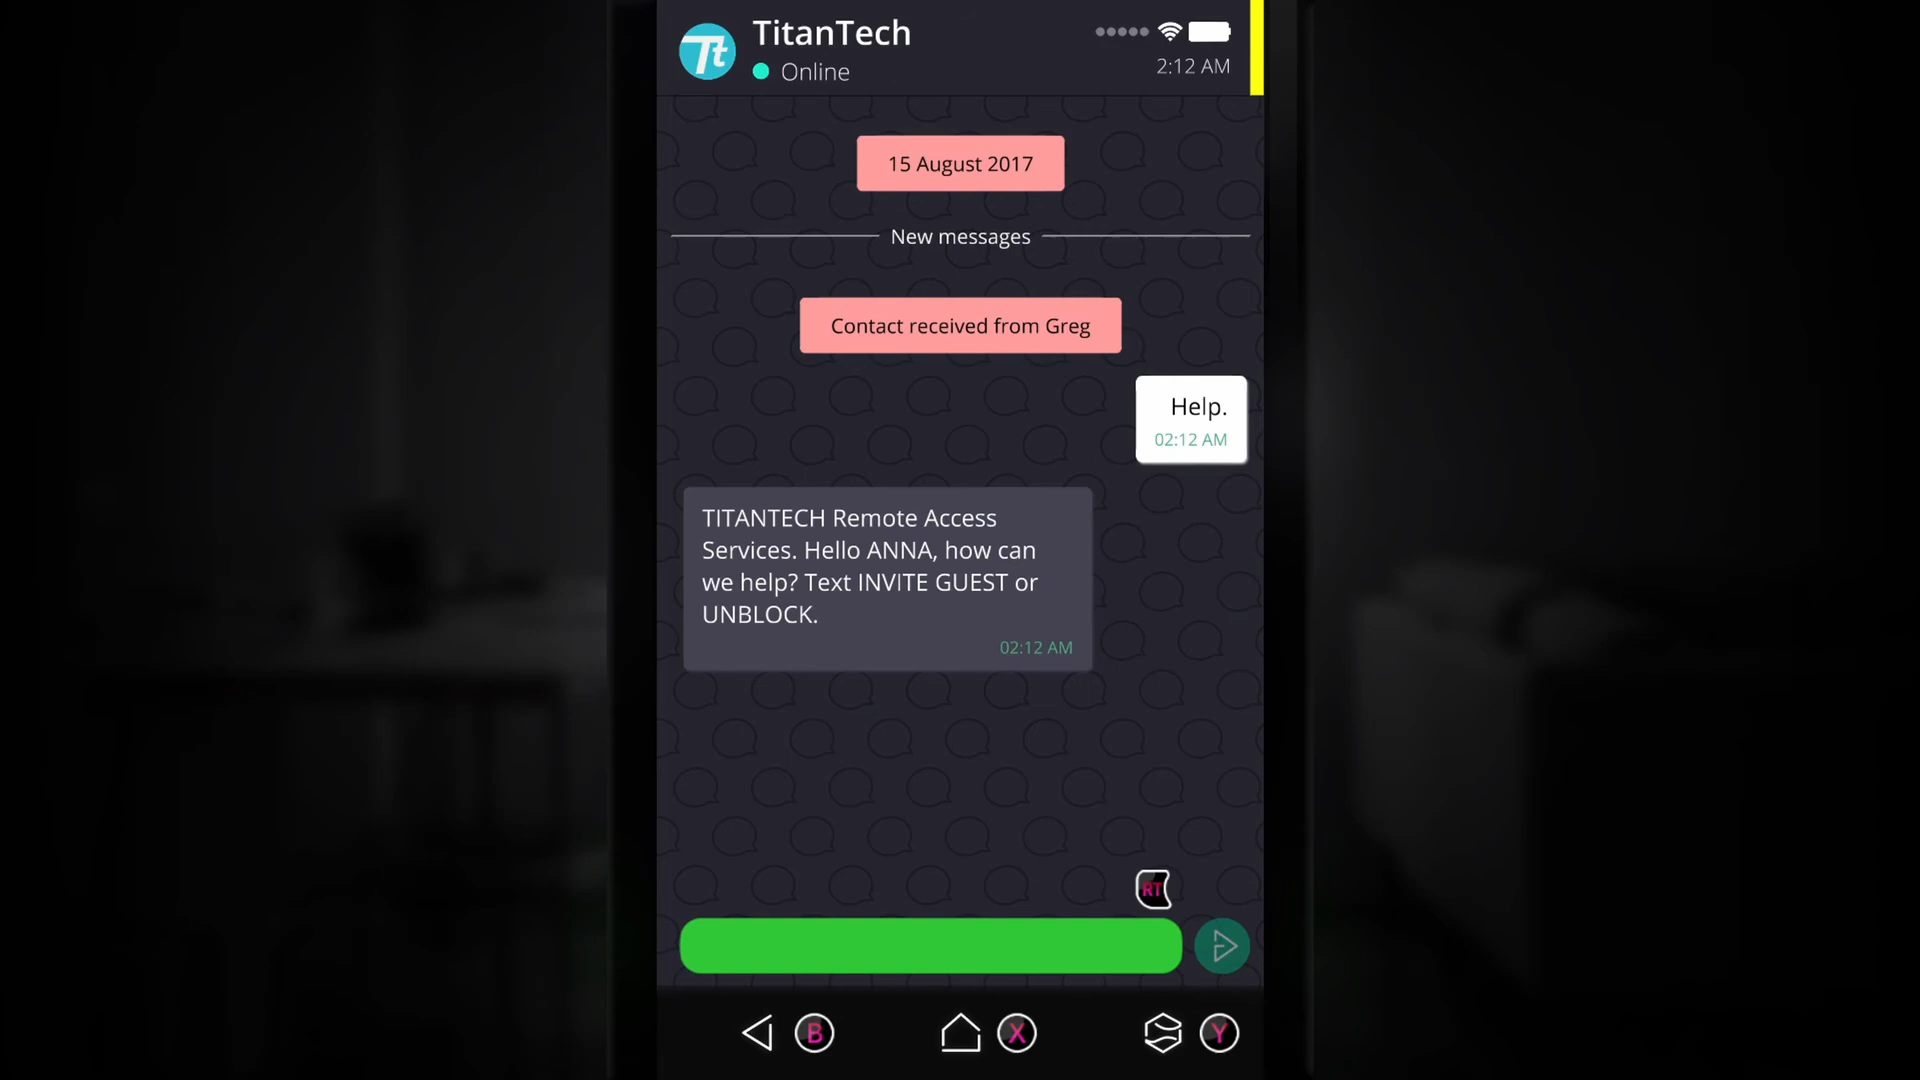 Tt
TitanTech
Online
2:12 AM
15 August 2017
New messages
Contact received from Greg
Help.
02:12 AM
TITANTECH Remote Access
Services. Hello ANNA, how can
we help? Text INVITE GUEST or
UNBLOCK.
02:12 AM
RT
B
X
Y